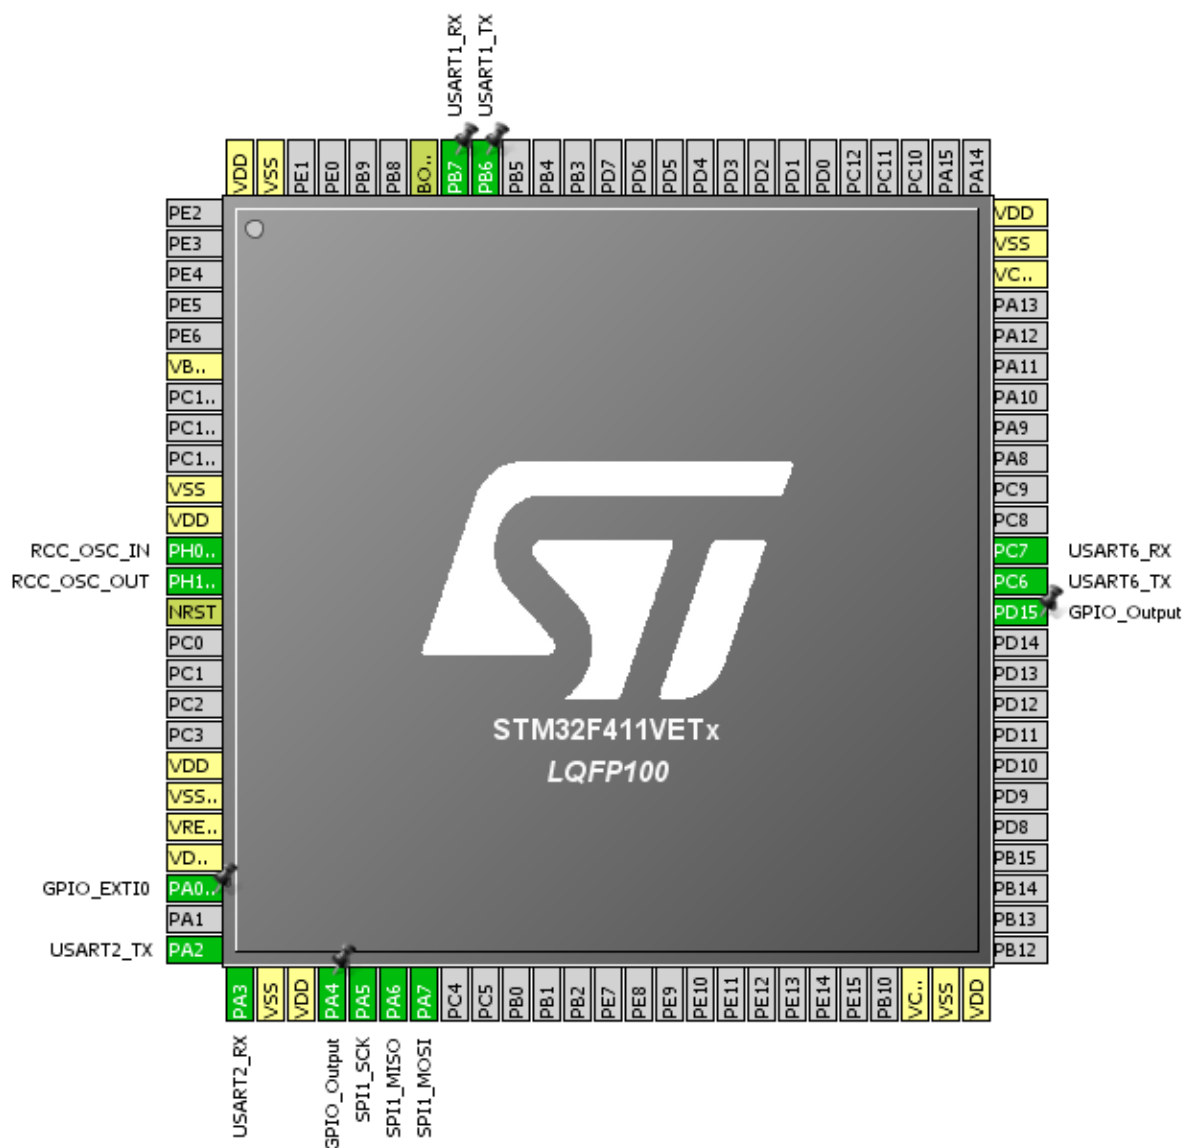 USART1_RX
USART1_TX
VDD
VSS
PE1
PE0
PB9
PB8
BO..
PB7
PB6
PB5
PB4
PB3
PD7
PD6
PD5
PD4
PD3
PD2
PD1
PD0
PC12
PC11
PC10
PA15
PA14
PE2
PE3
PE4
PE5
PE6
VB..
PC1..
PC1..
PC1..
VSS
VDD
RCC_OSC_IN PH0..
RCC_OSC_OUT PH1..
NRST
PC0
PC1
PC2
PC3
VDD
VSS..
VRE..
VD..
GPIO_EXTI0 PA0..
PA1
USART2_TX PA2
STM32F411VETx
LQFP100
VDD
VSS
VC..
PA13
PA12
PA11
PA10
PA9
PA8
PC9
PC8
PC7 USART6_RX
PC6 USART6_TX
PD15 GPIO_Output
PD14
PD13
PD12
PD11
PD10
PD9
PD8
PB15
PB14
PB13
PB12
PA3
VSS
VDD
PA4
PA5
PA6
PA7
PC4
PC5
PB0
PB1
PB2
PE7
PE8
PE9
PE10
PE11
PE12
PE13
PE14
PE15
PB10
VC..
VSS
VDD
USART2_RX
GPIO_Output
SPI1_SCK
SPI1_MISO
SPI1_MOSI